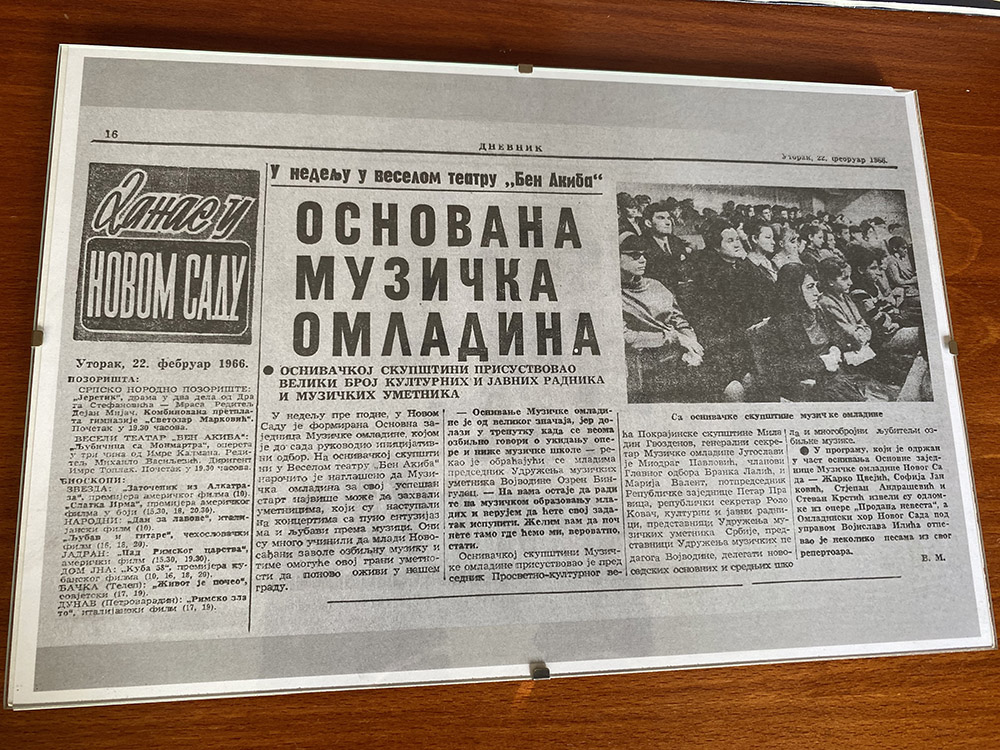 16
ДНЕВНИК
Уторак, 22. фебруар 1966.
Данас у
НОВОМ САДУ
Уторак, 22. фебруар 1966.
ПОЗОРИШТА:
СРПСКО НАРОДНО ПОЗОРИШТЕ:
„Јеретик“, драма у два дела од Дра
га Стефановића — Мраса Редитељ
Дејан Мијач. Комбинована претпла
та гимназије „Светозар Марковић“.
Почетак у 19.30 часова.
ВЕСЕЛИ ТЕАТАР „БЕН АКИБА“:
„Љубичица са Монмартра“, оперета
у три чина од Имре Калмана. Реди
тељ Михаило Васиљевић. Диригент
Имре Топлак. Почетак у 19.30 часова.
БИОСКОПИ:
ЗВЕЗДА: „Заточеник из Алкатра-
за“, премијера америчког филма (10).
„Слатка Ирма“, премијера америчког
филма у боји (15.30, 18, 20.30).
НАРОДНИ: „Дан за лавове“, итали-
јански филм (10).
„Љубав и гитаре“, чехословачки
филм (16, 18, 20).
ЈАДРАН: „Пад Римског царства“,
амерички филм (15.30, 19.30).
ДОМ ЈНА: „Куба 58“, премијера ку-
банског филма (10, 16, 18, 20).
БАЧКА (Телеп): „Живот је почео“,
совјетски (17, 19).
ДУНАВ (Петроварадин): „Римско зла
то“, италијански филм (17, 19).
У недељу у веселом театру „Бен Акиба“
ОСНОВАНА
МУЗИЧКА
ОМЛАДИНА
● ОСНИВАЧКОЈ СКУПШТИНИ ПРИСУСТВОВАО
ВЕЛИКИ БРОЈ КУЛТУРНИХ И ЈАВНИХ РАДНИКА
И МУЗИЧКИХ УМЕТНИКА
У недељу пре подне, у Новом
Саду је формирана Основна за-
једница Музичке омладине, којом
је до сада руководио иницијатив-
ни одбор. На оснивачкој скупшти
ни у Веселом театру „Бен Акиба“
нарочито је наглашено да Музи-
чка омладина за свој успешан
старт највише може да захвали
уметницима, који су наступали
на концертима са пуно ентузијаз
ма и љубави према музици. Они
су много учинили да млади Ново-
сађани заволе озбиљну музику и
тиме омогуће овој грани уметно-
сти да поново оживи у нашем
граду.
— Оснивање Музичке омлади-
не је од великог значаја, јер до-
лази у тренутку када се веома
озбиљно говори о укидању опе-
ре и ниже музичке школе — ре-
као је обраћајући се младима
председник Удружења музичких
уметника Војводине Озрен Бин-
гулец. — На вама остаје да ради
те на музичком образовању мла-
дих и верујем да ћете свој зада-
так испунити. Желим вам да поч
нете тамо где ћемо ми, вероватно,
стати.
Оснивачкој скупштини Музич-
ке омладине присуствовао је пред
седник Просветно-културног ве-
Са оснивачке скупштине музичке омладине
ћа Покрајинске скупштине Мила
дин Гвозденов, генерални секре-
тар Музичке омладине Југослави
је Миодраг Павловић, чланови
Главног одбора Бранка Лалић, и
Марија Валент, потпредседник
Републичке заједнице Петар Пра
вица, републички секретар Роло
Ковач, културни и јавни радни-
ци, представници Удружења му-
зичких уметника Србије, пред-
ставници Удружења музичких пе
дагога Војводине, делегати ново-
садских основних и средњих шко
ла и многобројни љубитељи оз-
биљне музике.
● У програму, који је одржан
част оснивања Основне зајед-
нице Музичке омладине Новог Са
да — Жарко Цвејић, Софија Јан
ковић, Стјепан Андрашевић и
Стеван Кретић извели су одлом-
ке из опере „Продана невеста“, а
Омладински хор Новог Сада под
управом Војислава Илића отпе-
вао је неколико песама из свог
репертоара.
В. М.